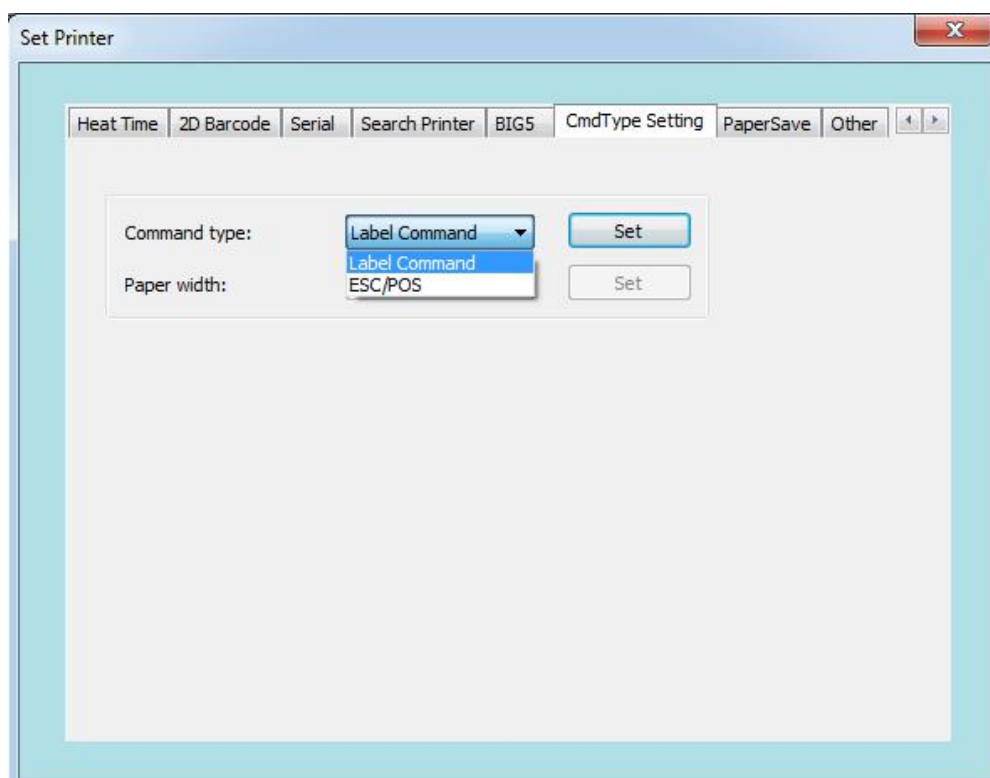 Set Printer
Heat Time 2D Barcode Serial Search Printer BIG5 CmdType Setting PaperSave Other
Command type: Label Command Set
Label Command
Paper width: ESC/POS Set